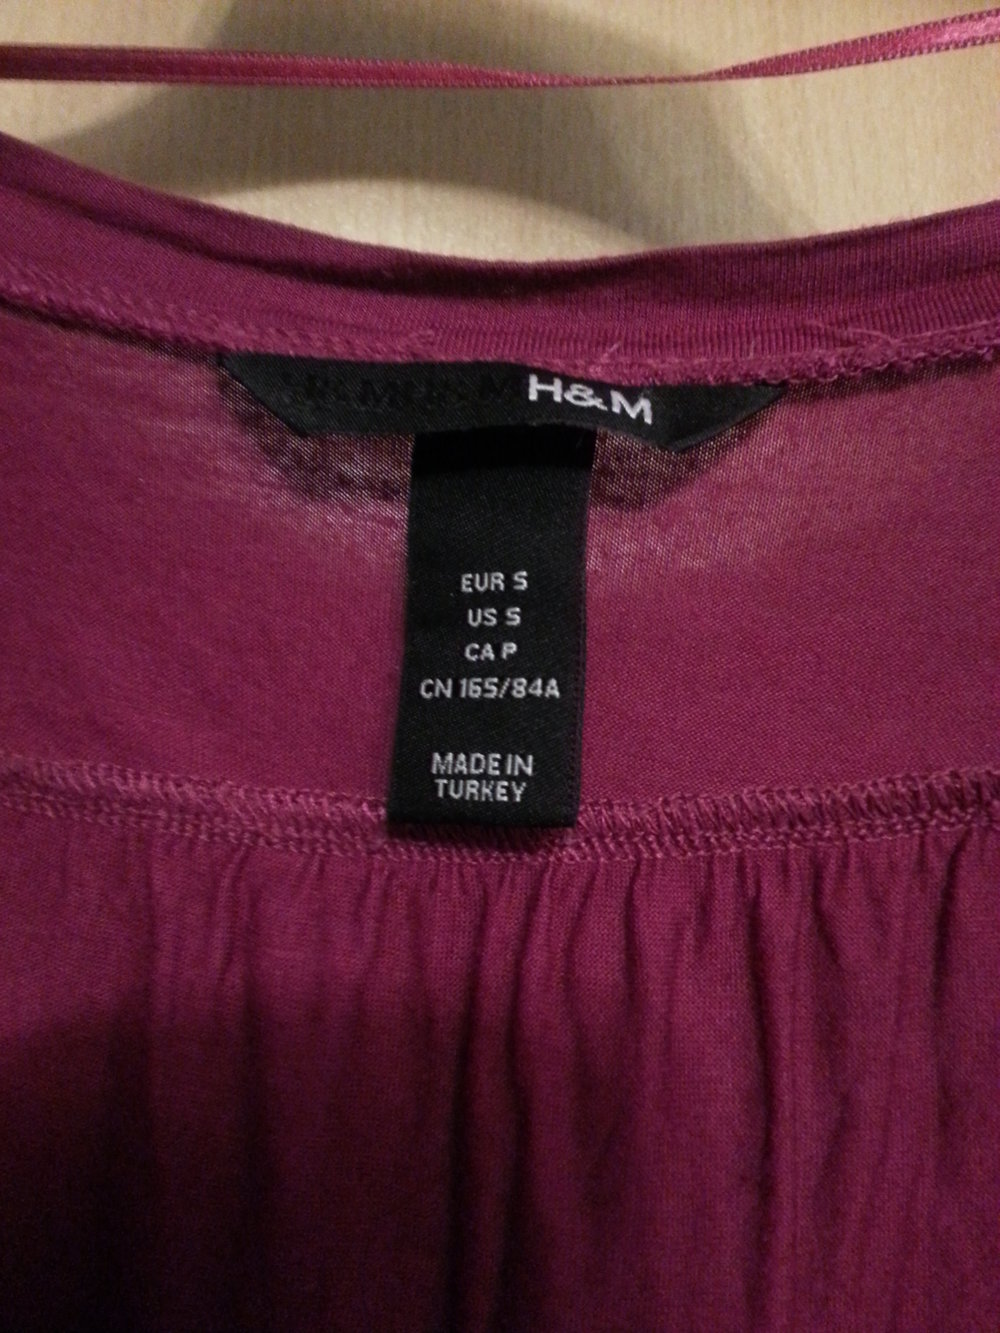 H&M
EUR S
US S
CA P
CN 165/84A
MADE IN
TURKEY